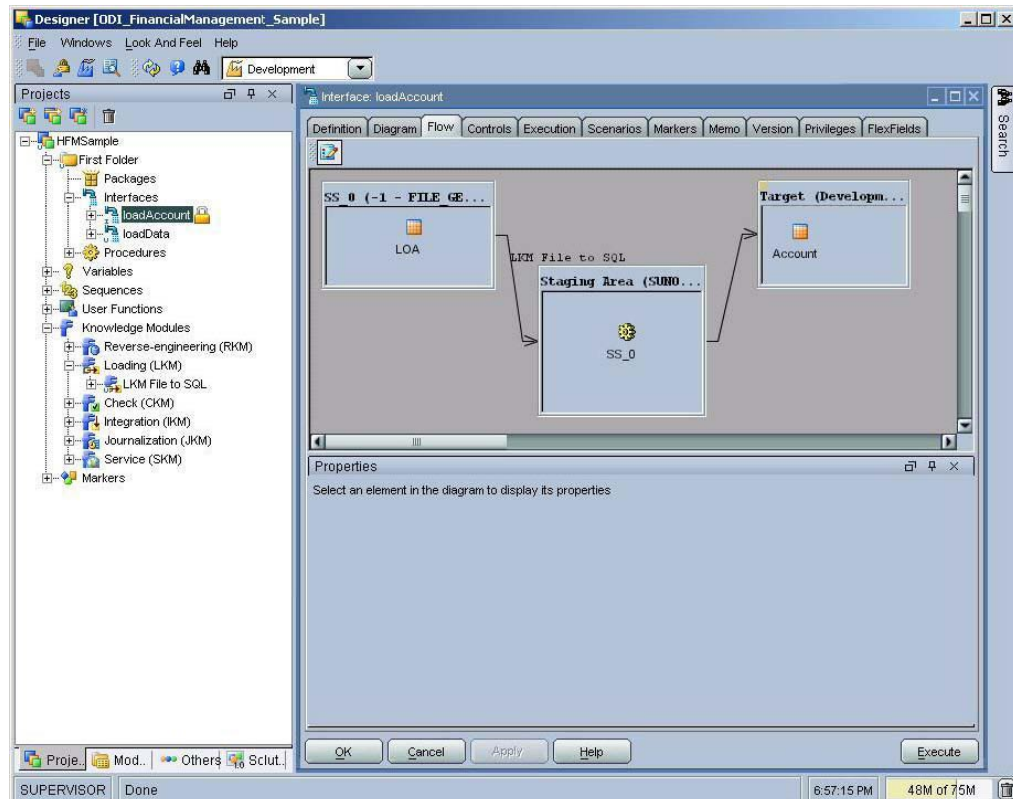 Designer [ODI_FinancialManagement_Sample]
File Windows Look And Feel Help
Development
Projects
HFMSample
First Folder
Packages
Interfaces
loadAccount
loadData
Procedures
Variables
Sequences
User Functions
Knowledge Modules
Reverse-engineering (RKM)
Loading (LKM)
LKM File to SQL
Check (CKM)
Integration (IKM)
Journalization (JKM)
Service (SKM)
Markers
Proje.. Mod.. Others Solut..
Interface: loadAccount
Definition Diagram Flow Controls Execution Scenarios Markers Memo Version Privileges FlexFields
SS_0 (-1 - FILE_GE...
LOA
LKM File to SQL
Staging Area (SUNO...
SS_0
Target (Developm...
Account
Properties
Select an element in the diagram to display its properties
OK Cancel Apply Help Execute
Search
SUPERVISOR Done 6:57:15 PM 48M of 75M